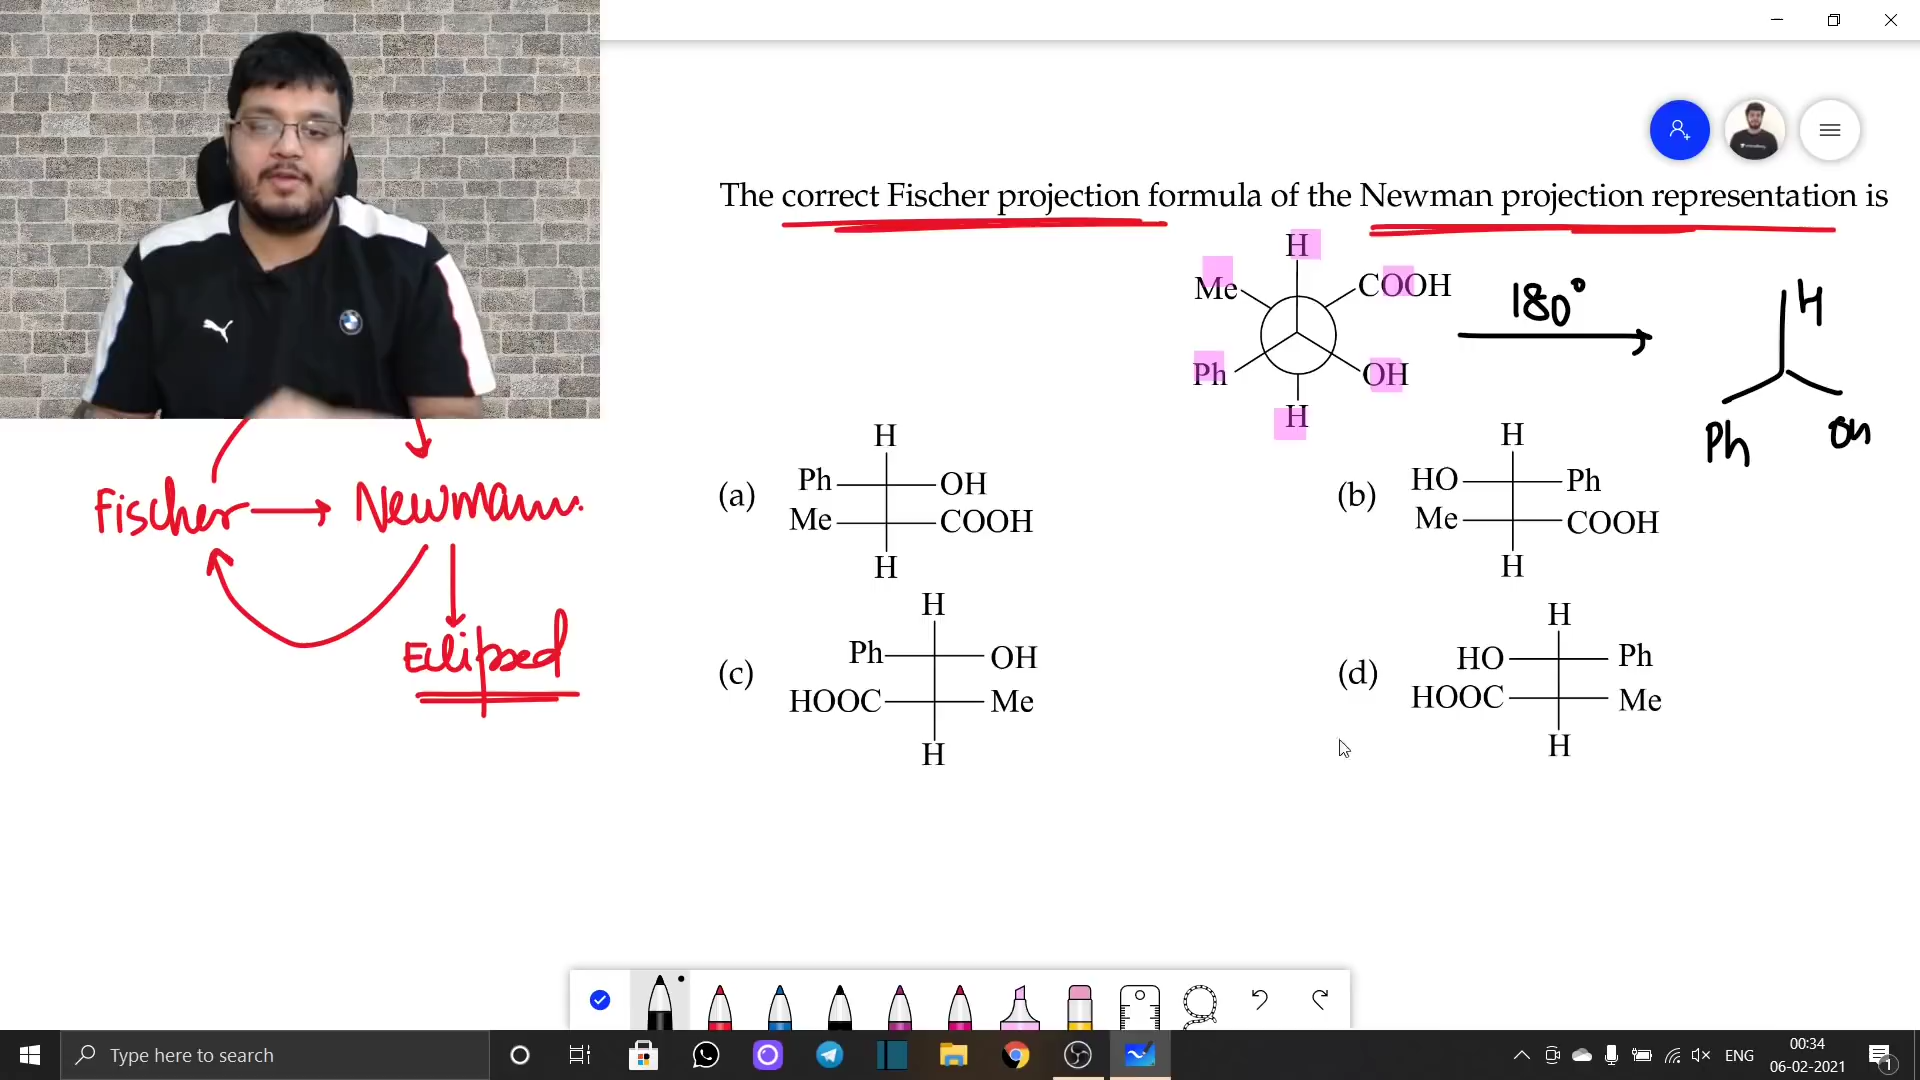 The correct Fischer projection formula of the Newman projection representation is
H
Me
COOH
Ph
OH
H
180°
H
Ph
OH
(a)
H
Ph
OH
Me
COOH
H
(b)
H
HO
Ph
Me
COOH
H
(c)
H
Ph
OH
HOOC
Me
H
(d)
H
HO
Ph
HOOC
Me
H
Fischer
Newmann.
Eclipsed
Type here to search
ENG
00:34
06-02-2021
1